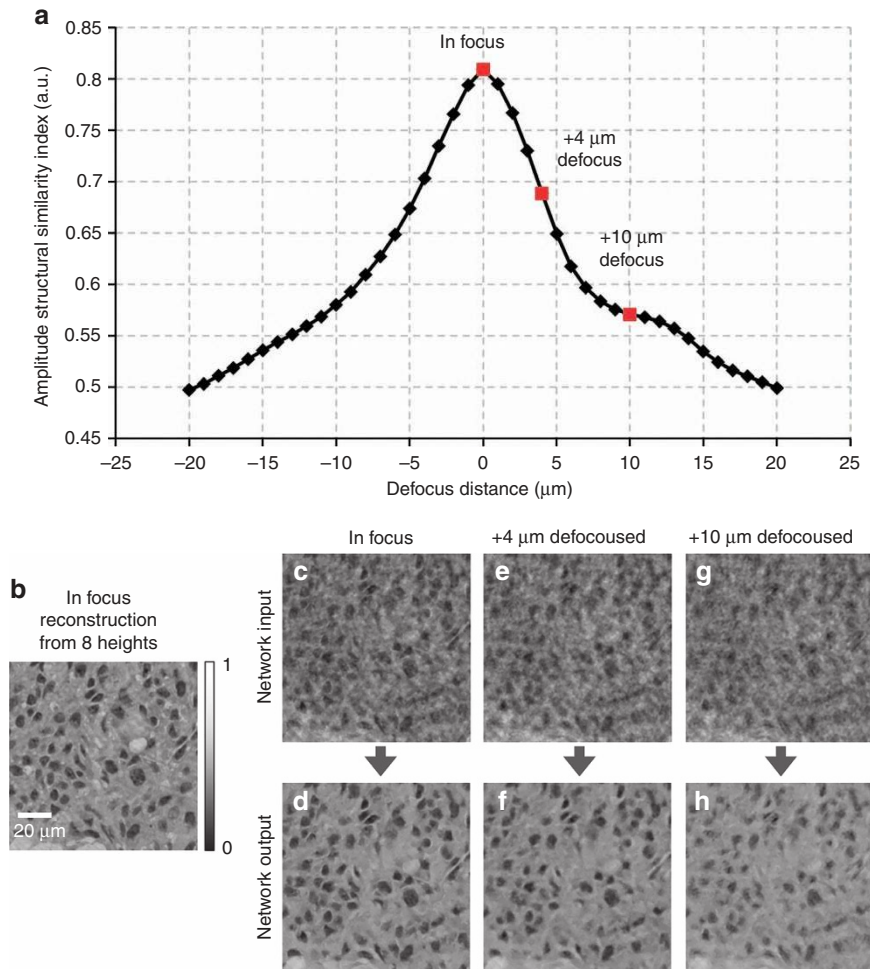 a
0.85
0.8
0.75
0.7
0.65
0.6
0.55
0.5
0.45
Amplitude structural similarity index (a.u.)
In focus
+4 μm
defocus
+10 μm
defocus
–25
–20
–15
–10
–5
0
5
10
15
20
25
Defocus distance (μm)
b
In focus
reconstruction
from 8 heights
1
0
20 μm
In focus
+4 μm defocoused
+10 μm defocoused
Network input
c
e
g
Network output
d
f
h